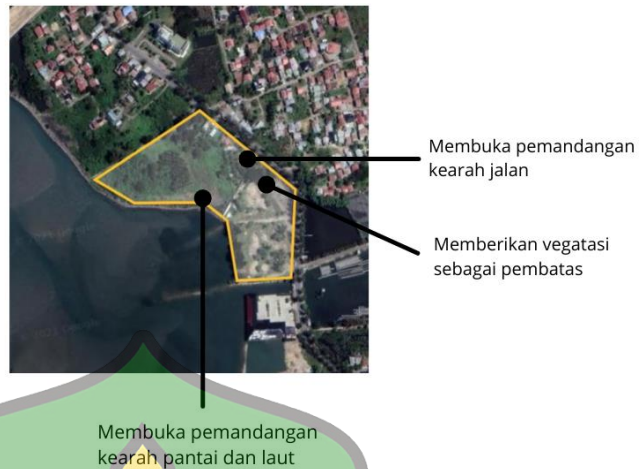 Membuka pemandangan
kearah jalan
Memberikan vegatasi
sebagai pembatas
Membuka pemandangan
kearah pantai dan laut